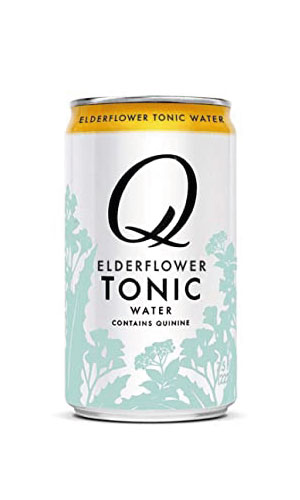 ELDERFLOWER TONIC WATER
Q
ELDERFLOWER
TONIC
WATER
CONTAINS QUININE